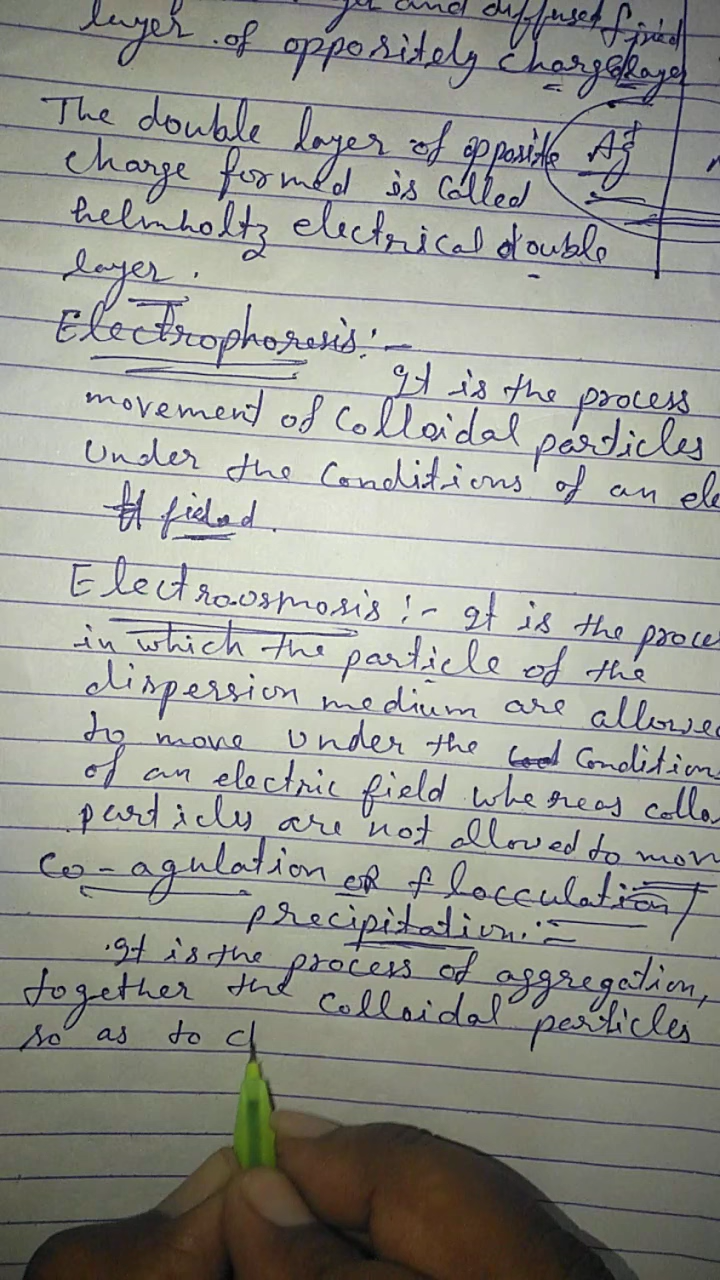 and diffused fixed
layer of oppositely charged layer
The double layer of opposite Ag+
charge formed is called
helmholtz electrical double
layer.
Electrophoresis:-
It is the process
movement of Colloidal particles
Under the Conditions of an ele
field.
Electroosmosis:- It is the proce
in which the particle of the
dispersion medium are allowe
to move under the Condition
of an electric field whereas collo
particles are not allowed to mov
Co-agulation or flocculation/
precipitation:-
It is the process of aggregation,
together the Colloidal particles
so as to c